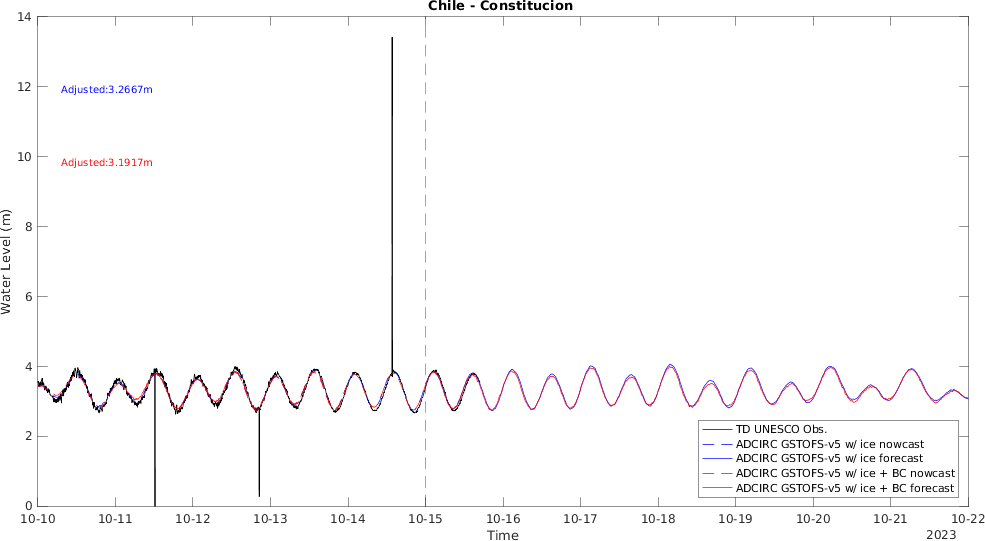 Chile - Constitucion
14
12
10
8
6
4
2
0
Water Level (m)
Adjusted:3.2667m
Adjusted:3.1917m
TD UNESCO Obs.
ADCIRC GSTOFS-v5 w/ ice nowcast
ADCIRC GSTOFS-v5 w/ ice forecast
ADCIRC GSTOFS-v5 w/ ice + BC nowcast
ADCIRC GSTOFS-v5 w/ ice + BC forecast
10-10 10-11 10-12 10-13 10-14 10-15 10-16 10-17 10-18 10-19 10-20 10-21 10-22
Time
2023